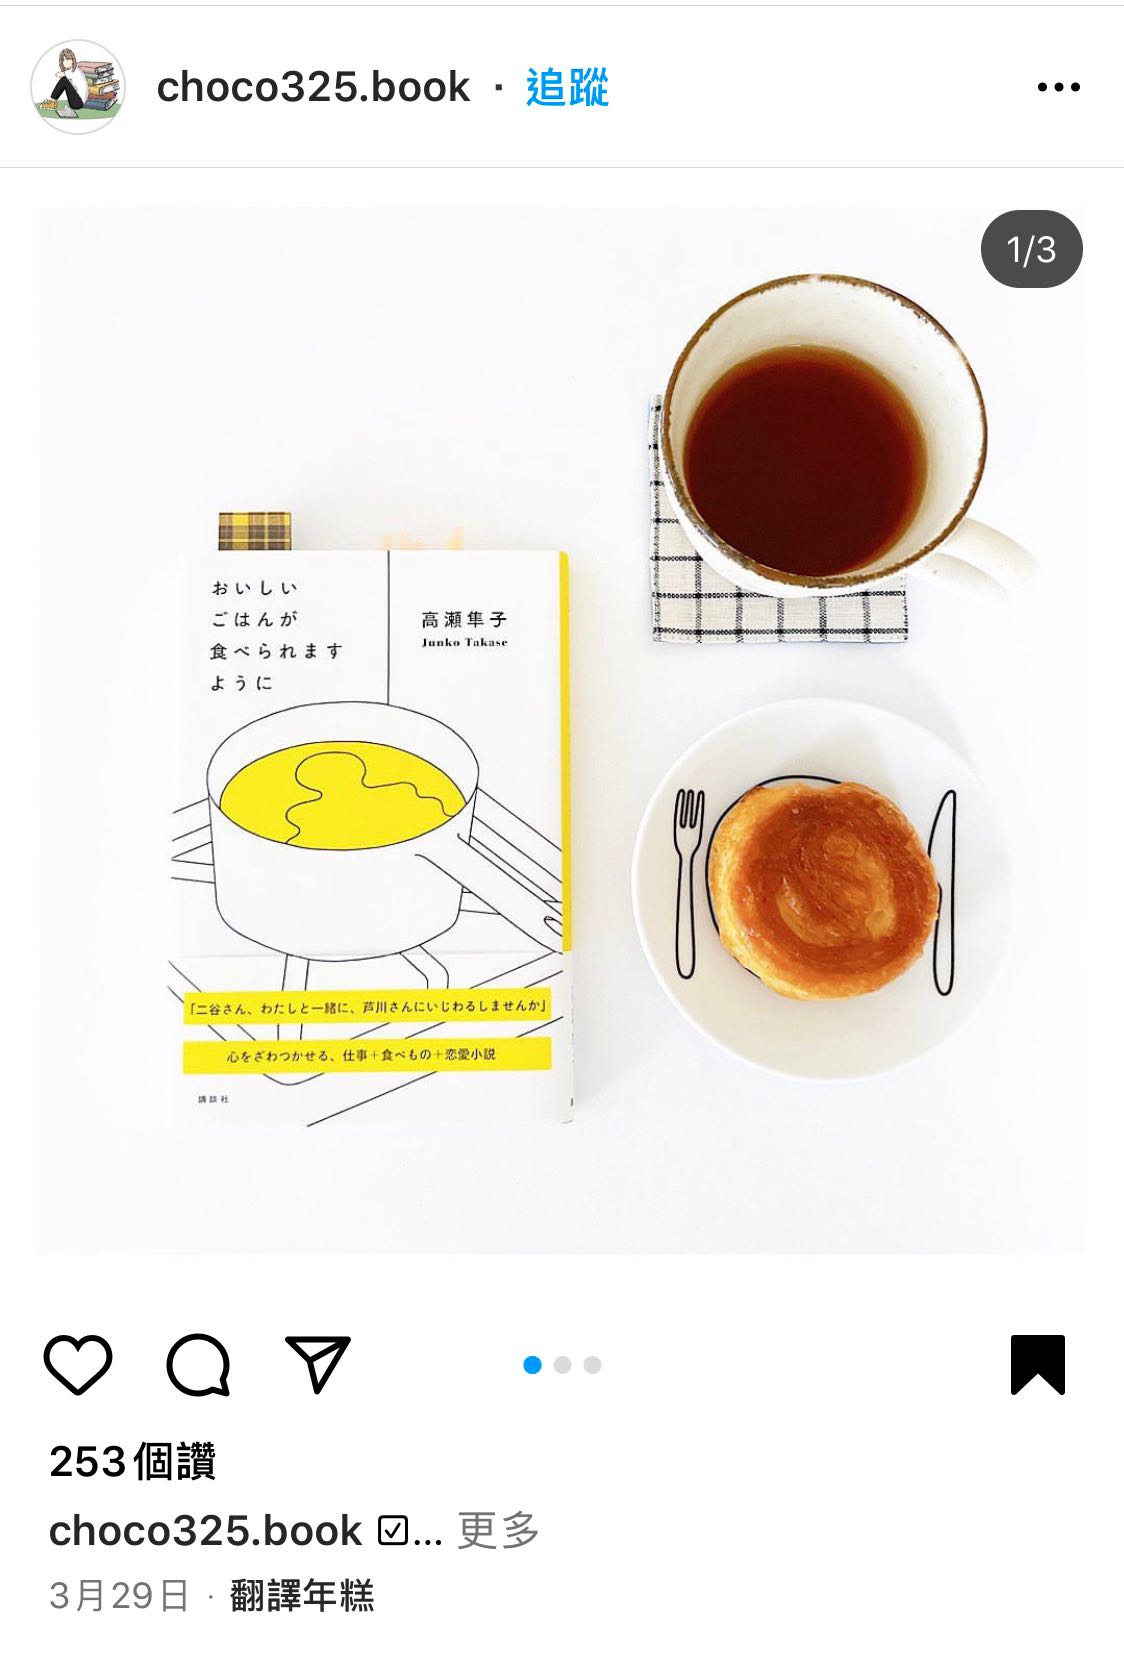 choco325.book · 追蹤
1/3
おいしい
ごはんが
食べられます
ように
高瀬隼子
Junko Takase
「二谷さん、わたしと一緒に、芦川さんにいじわるしませんか」
心をざわつかせる、仕事+食べもの+恋愛小説
講談社
253個讚
choco325.book ☑... 更多
3月29日 · 翻譯年糕